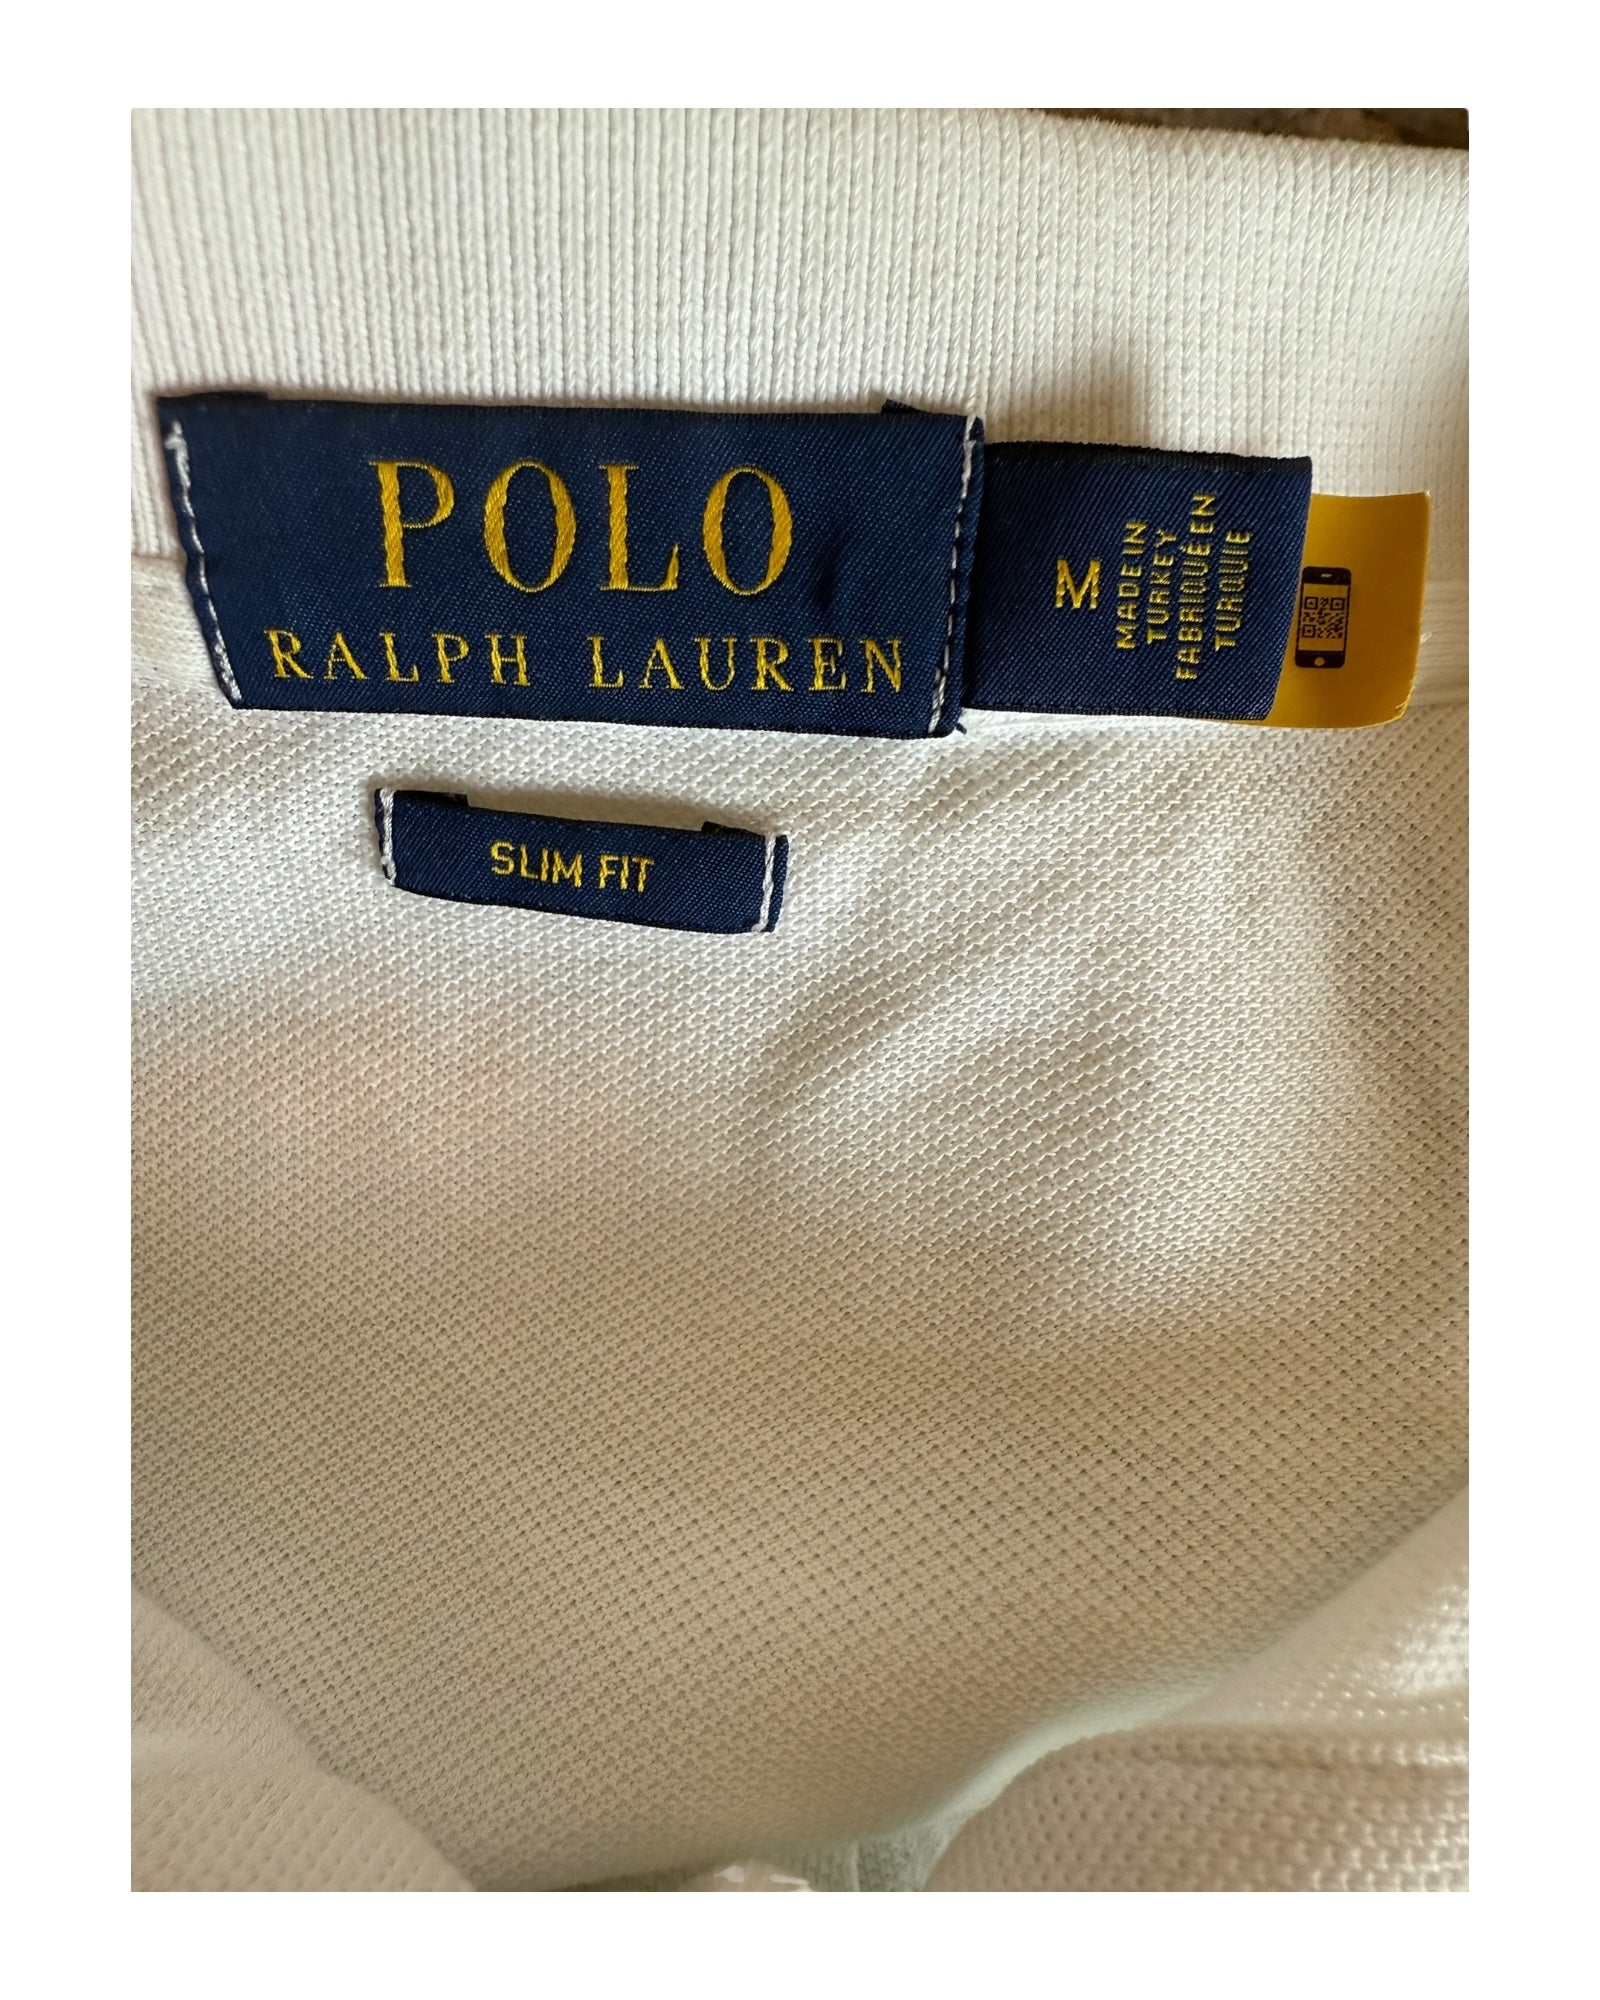 POLO
RALPH LAUREN
M
MADE IN
TURKEY
FABRIQUÉ EN
TURQUIE
SLIM FIT